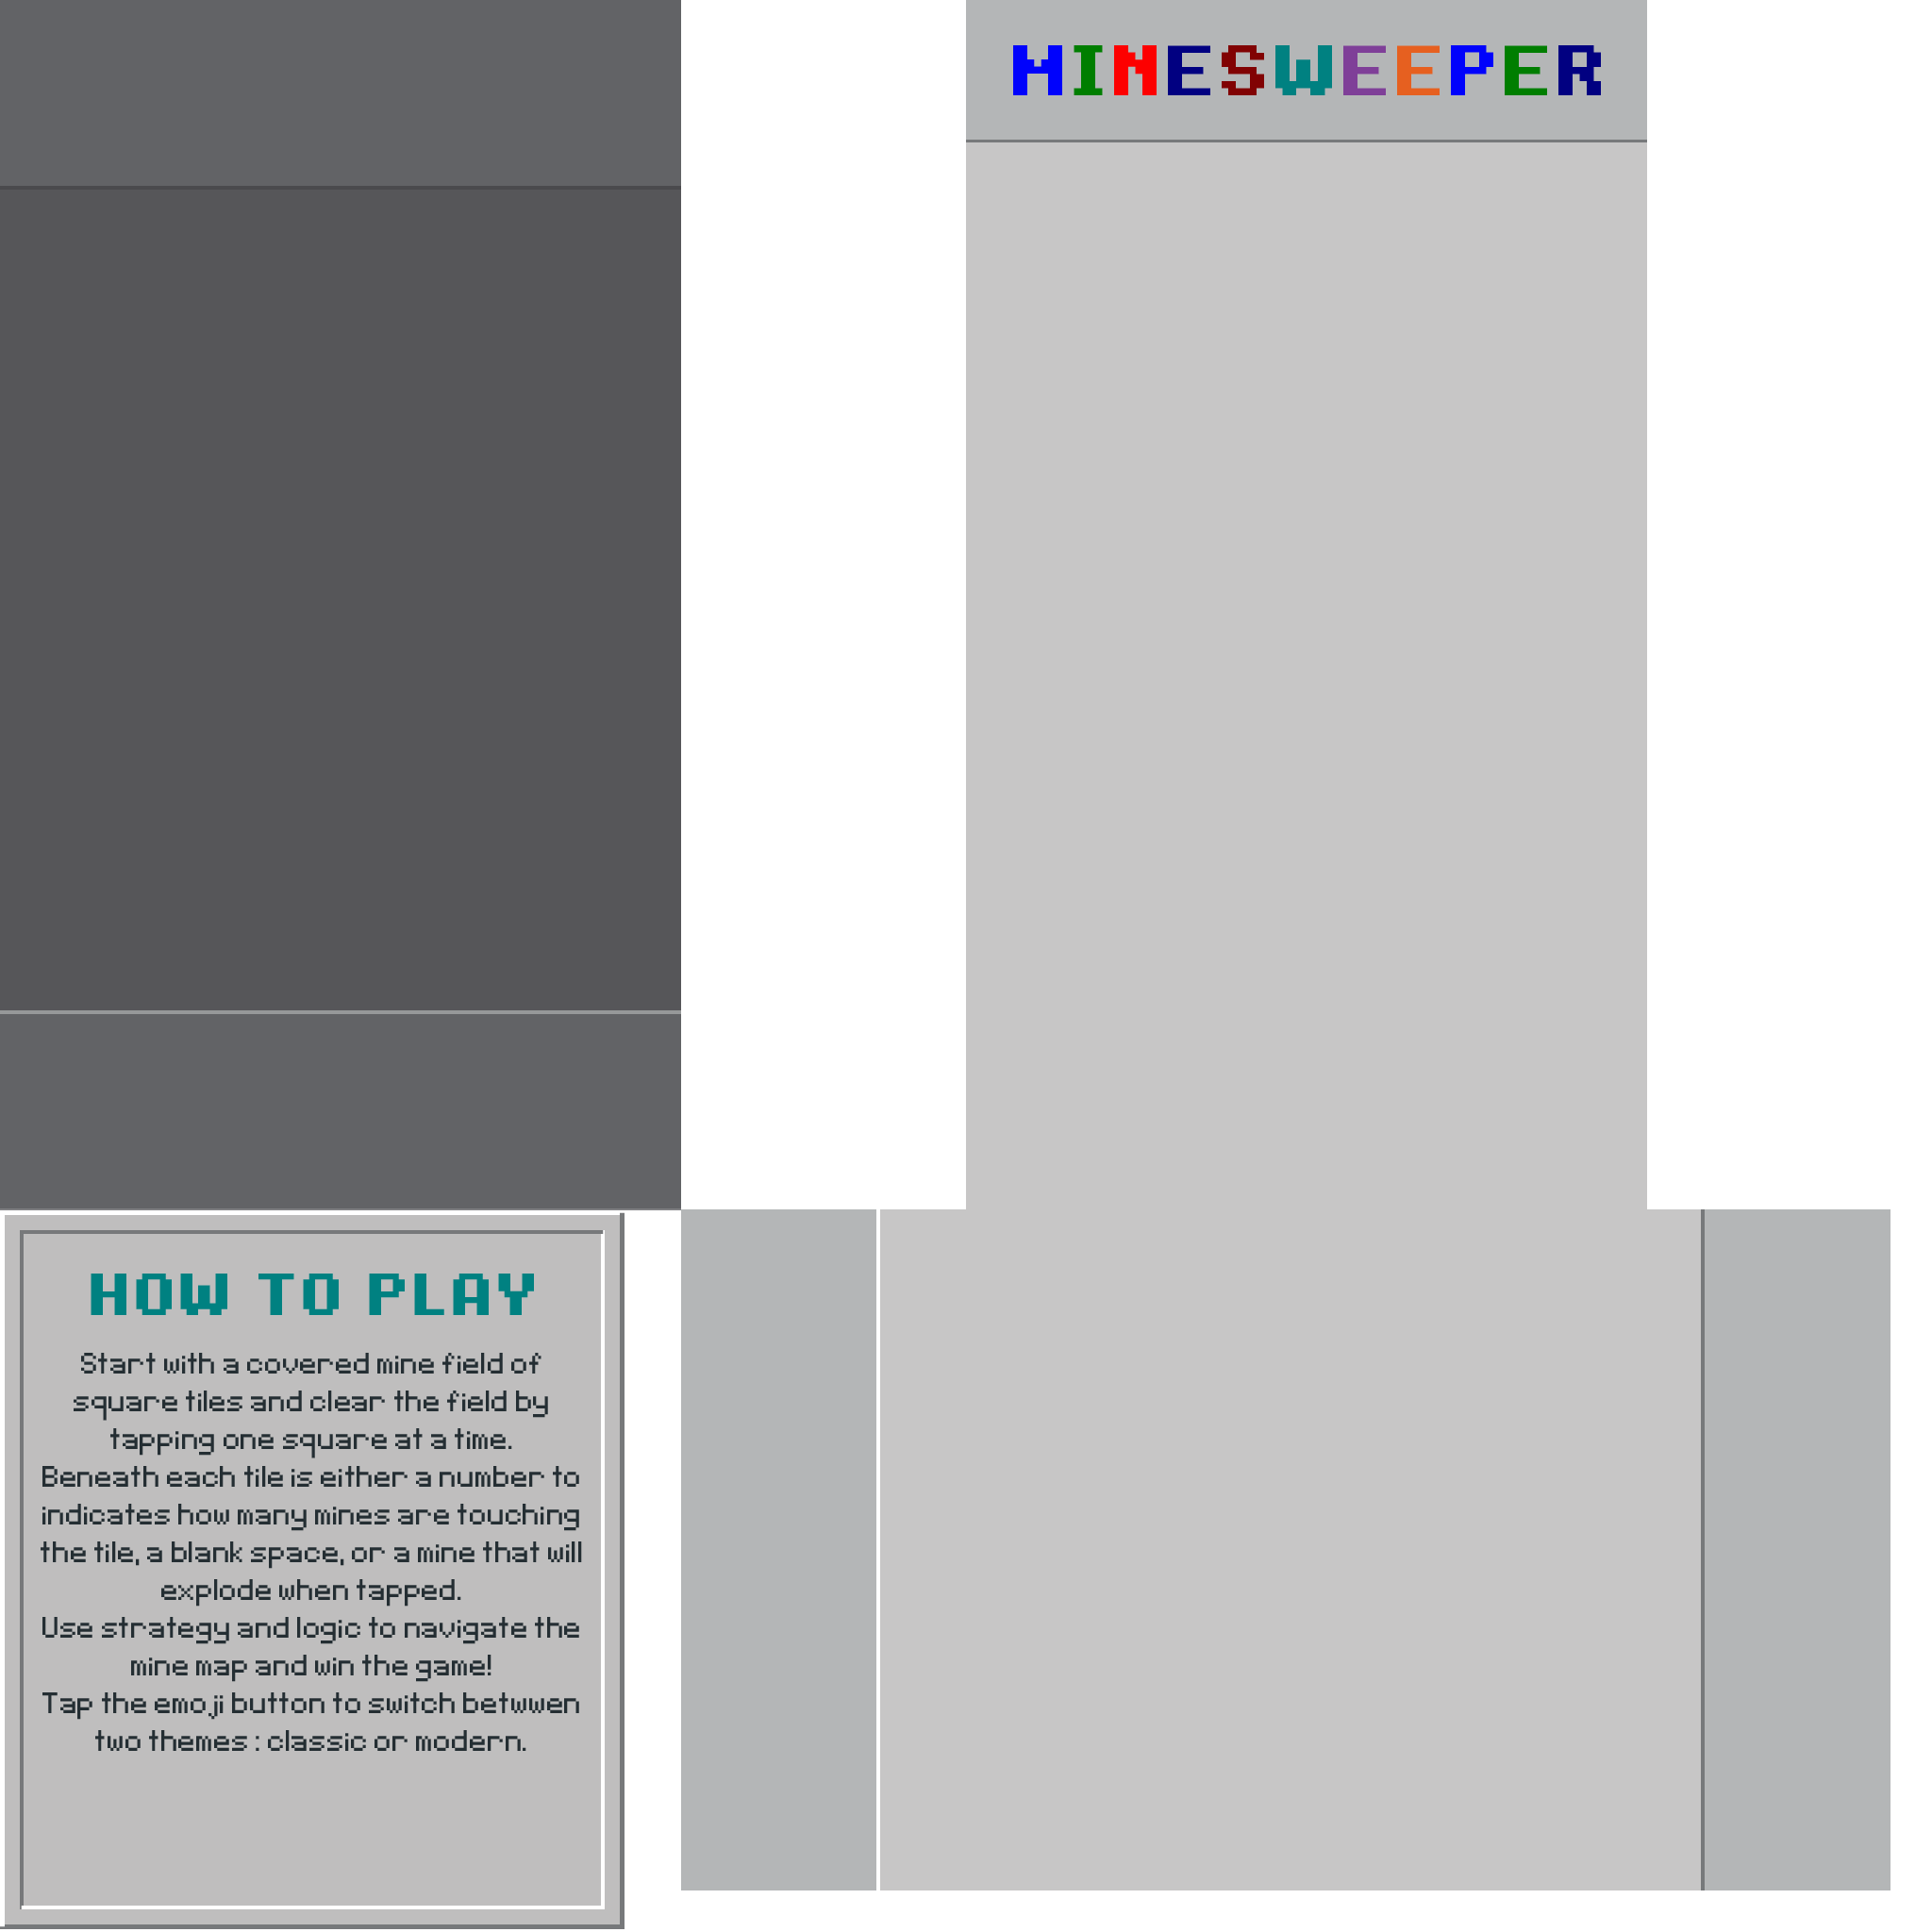 MINESWEEPER
HOW TO PLAY
Start with a covered mine field of
square tiles and clear the field by
tapping one square at a time.
Beneath each tile is either a number to
indicates how many mines are touching
the tile, a blank space, or a mine that will
explode when tapped.
Use strategy and logic to navigate the
mine map and win the game!
Tap the emoji button to switch betwwen
two themes : classic or modern.